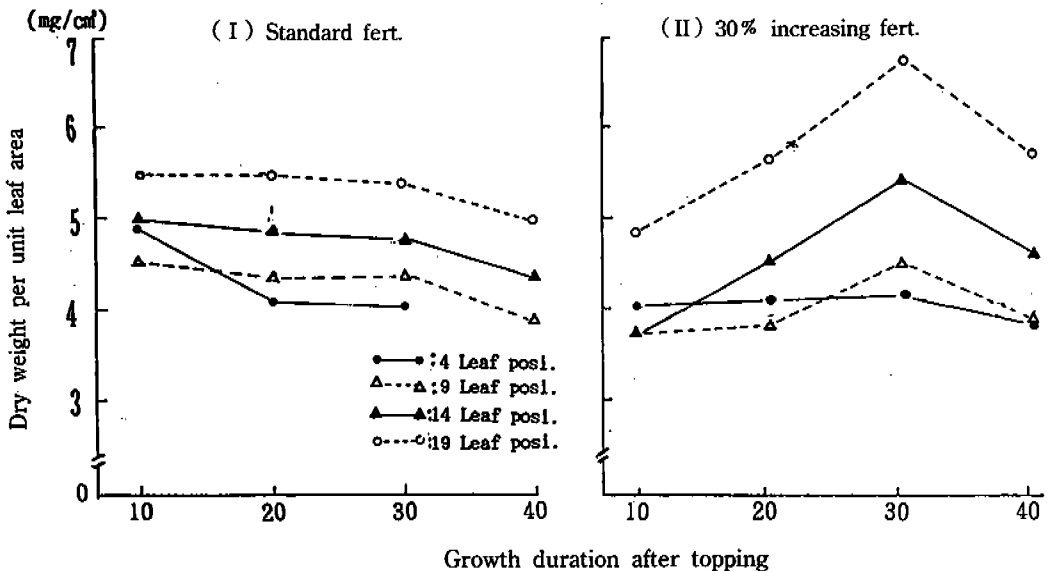 (mg/cm²)
(I) Standard fert.
(II) 30% increasing fert.
7
6
5
4
3
0
Dry weight per unit leaf area
:4 Leaf posi.
:9 Leaf posi.
:14 Leaf posi.
:19 Leaf posi.
10 20 30 40
10 20 30 40
Growth duration after topping